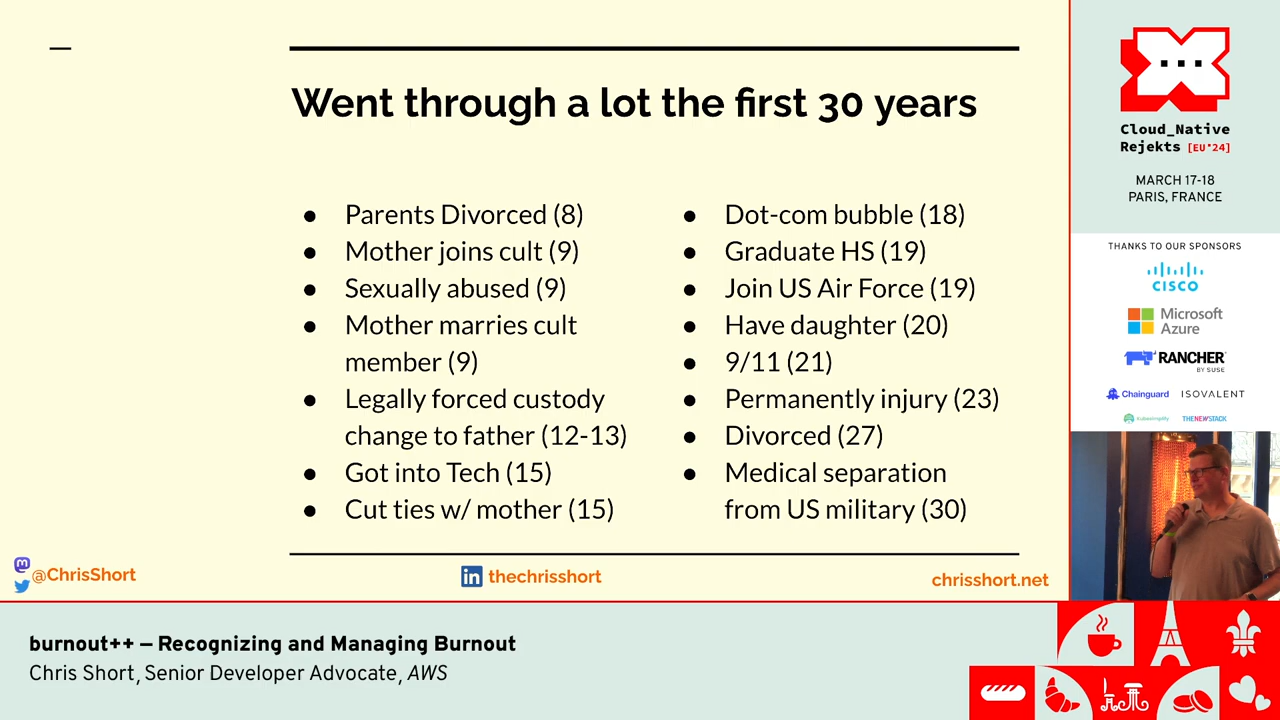 Went through a lot the first 30 years
● Parents Divorced (8)
● Mother joins cult (9)
● Sexually abused (9)
● Mother marries cult
member (9)
● Legally forced custody
change to father (12-13)
● Got into Tech (15)
● Cut ties w/ mother (15)
● Dot-com bubble (18)
● Graduate HS (19)
● Join US Air Force (19)
● Have daughter (20)
● 9/11 (21)
● Permanently injury (23)
● Divorced (27)
● Medical separation
from US military (30)
@ChrisShort
in thechrisshort
chrisshort.net
Cloud_Native
Rejekts [EU'24]
MARCH 17-18
PARIS, FRANCE
THANKS TO OUR SPONSORS
CISCO
Microsoft
Azure
RANCHER
BY SUSE
Chainguard ISOVALENT
kubesimplify THENEWSTACK
burnout++ – Recognizing and Managing Burnout
Chris Short, Senior Developer Advocate, AWS